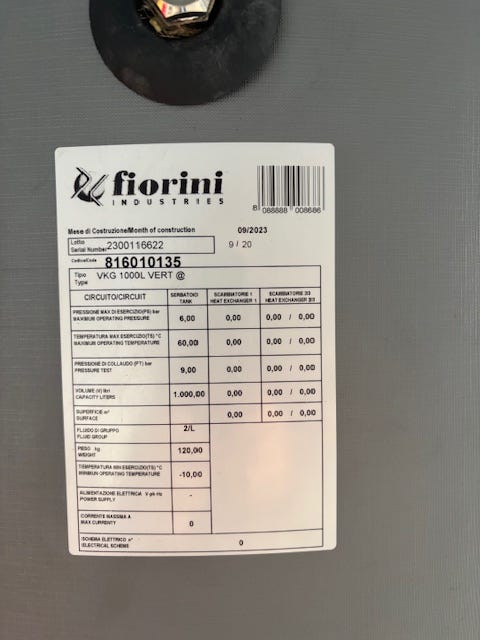 fiorini
INDUSTRIES
8 088888 008686
Mese di Costruzione/Month of construction 09/2023
Lotto
Serial Number 2300116622 9 / 20
Codice/Code 816010135
Tipo VKG 1000L VERT @
Type
CIRCUITO/CIRCUIT SERBATOIO TANK SCAMBIATORE 1 HEAT EXCHANGER 1 SCAMBIATORE 2/3 HEAT EXCHANGER 2/3
PRESSIONE MAX DI ESERCIZIO(PS) bar
MAXIMUM OPERATING PRESSURE 6,00 0,00 0,00 / 0,00
TEMPERATURA MAX ESERCIZIO(TS) °C
MAXIMUM OPERATING TEMPERATURE 60,00 0,00 0,00 / 0,00
PRESSIONE DI COLLAUDO (PT) bar
PRESSURE TEST 9,00 0,00 0,00 / 0,00
VOLUME (V) litri
CAPACITY LITERS 1.000,00 0,00 0,00 / 0,00
SUPERFICIE m²
SURFACE 0,00 0,00 / 0,00
FLUIDO DI GRUPPO
FLUID GROUP 2/L
PESO kg
WEIGHT 120,00
TEMPERATURA MIN ESERCIZIO(TS) °C
MINIMUM OPERATING TEMPERATURE -10,00
ALIMENTAZIONE ELETTRICA V-ph-Hz
POWER SUPPLY -
CORRENTE MASSIMA A
MAX CURRENTY 0
SCHEMA ELETTRICO n°
ELECTRICAL SCHEME 0